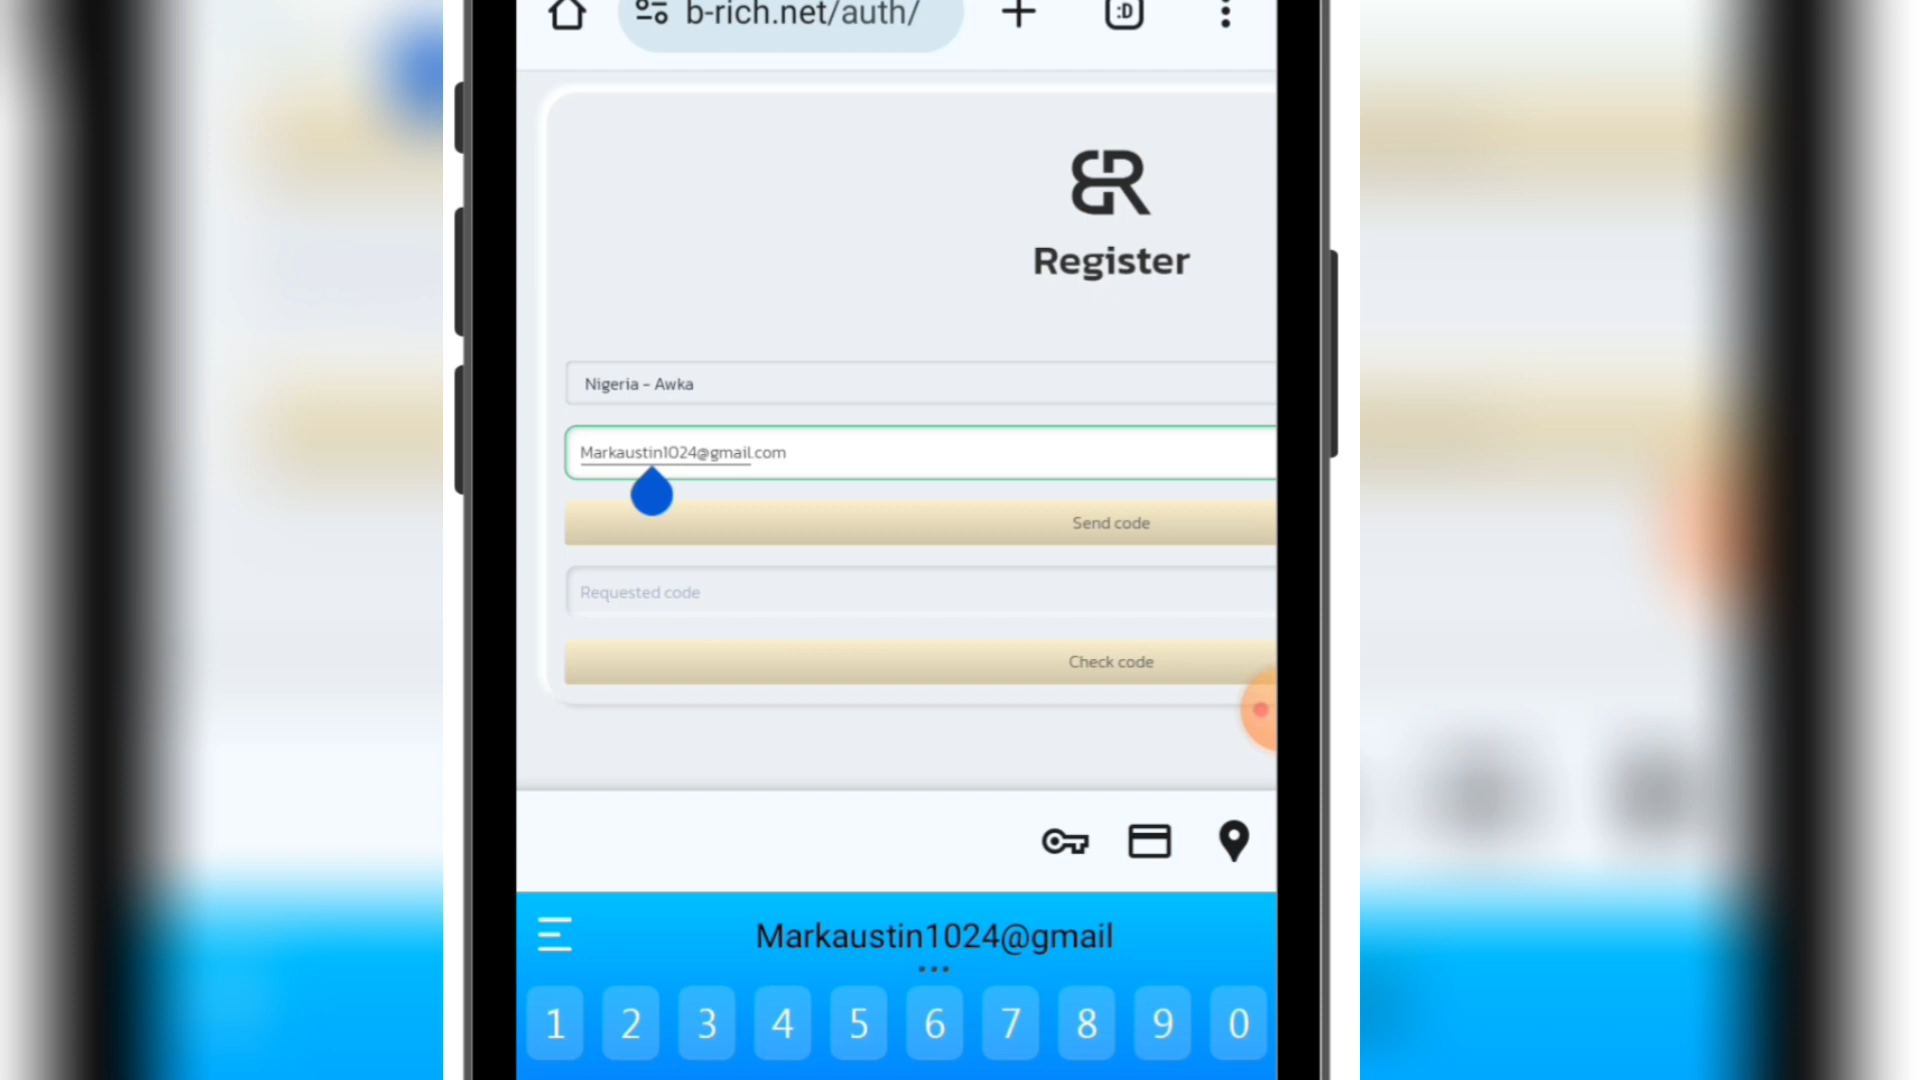 b-rich.net/auth/
:D
BR
Register
Nigeria - Awka
Markaustin1024@gmail.com
Send code
Requested code
Check code
Markaustin1024@gmail
...
1 2 3 4 5 6 7 8 9 0